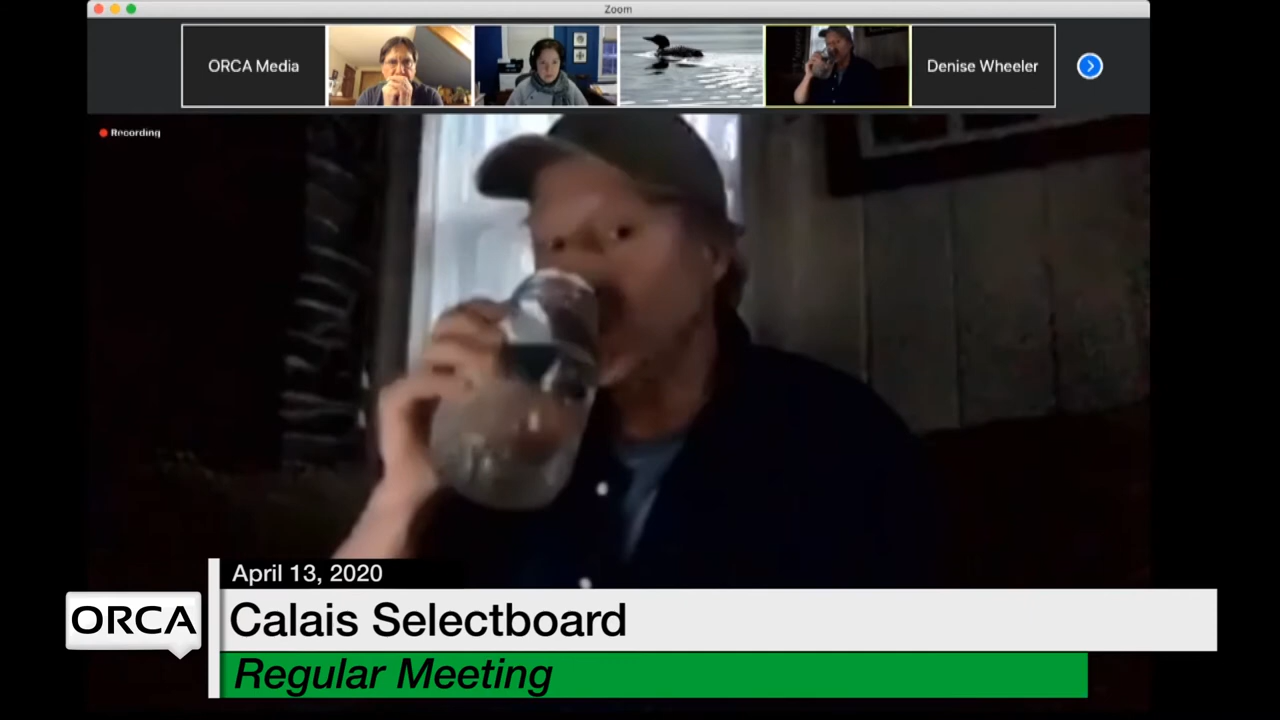 Zoom
ORCA Media
Denise Wheeler
Recording
April 13, 2020
ORCA
Calais Selectboard
Regular Meeting